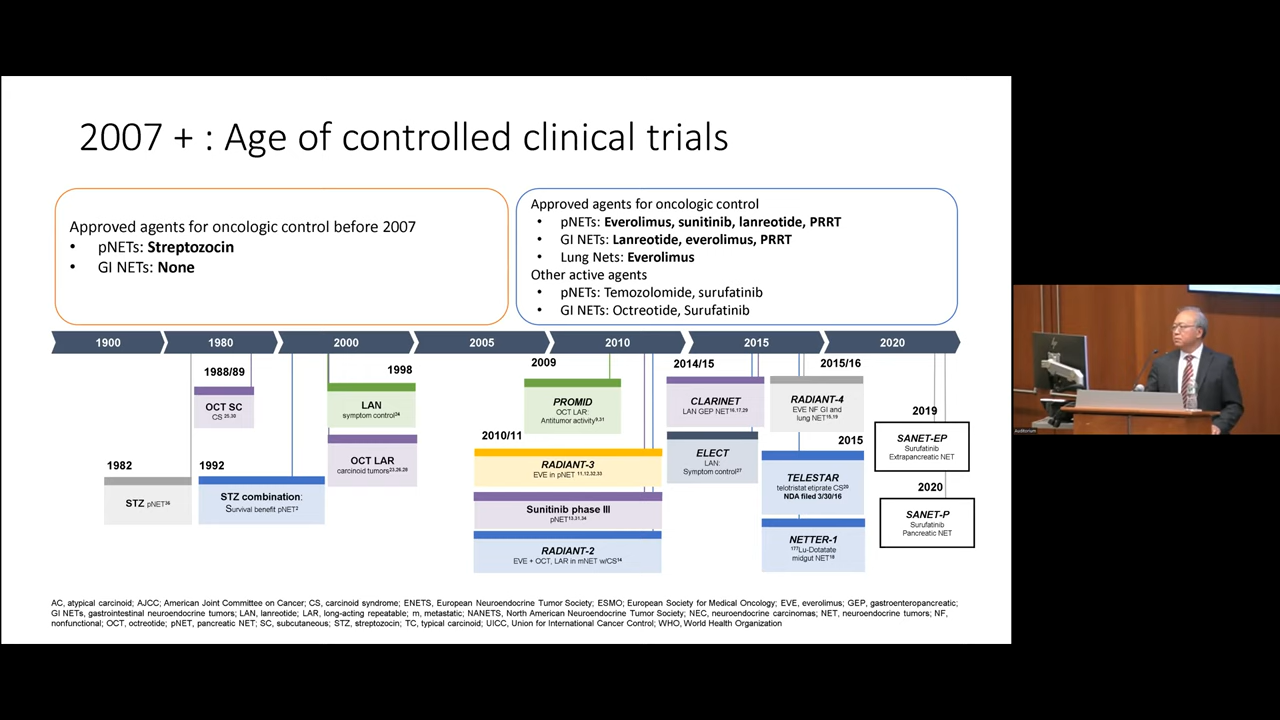 2007 + : Age of controlled clinical trials
Approved agents for oncologic control before 2007
• pNETs: Streptozocin
• GI NETs: None
Approved agents for oncologic control
• pNETs: Everolimus, sunitinib, lanreotide, PRRT
• GI NETs: Lanreotide, everolimus, PRRT
• Lung Nets: Everolimus
Other active agents
• pNETs: Temozolomide, surufatinib
• GI NETs: Octreotide, Surufatinib
1900 1980 2000 2005 2010 2015 2020
1988/89
OCT SC
CS 25,30
1982
STZ pNET36
1992
STZ combination:
Survival benefit pNET2
1998
LAN
symptom control24
OCT LAR
carcinoid tumors23,26,28
2009
PROMID
OCT LAR:
Antitumor activity9,31
2010/11
RADIANT-3
EVE in pNET 11,12,32,33
Sunitinib phase III
pNET13,31,34
RADIANT-2
EVE + OCT, LAR in mNET w/CS14
2014/15
CLARINET
LAN GEP NET16,17,29
ELECT
LAN:
Symptom control27
2015/16
RADIANT-4
EVE NF GI and
lung NET15,19
2015
TELESTAR
telotristat etiprate CS20
NDA filed 3/30/16
NETTER-1
177Lu-Dotatate
midgut NET18
2019
SANET-EP
Surufatinib
Extrapancreatic NET
2020
SANET-P
Surufatinib
Pancreatic NET
AC, atypical carcinoid; AJCC; American Joint Committee on Cancer; CS, carcinoid syndrome; ENETS, European Neuroendocrine Tumor Society; ESMO; European Society for Medical Oncology; EVE, everolimus; GEP, gastroenteropancreatic;
GI NETs, gastrointestinal neuroendocrine tumors; LAN, lanreotide; LAR, long-acting repeatable; m, metastatic; NANETS, North American Neuroendocrine Tumor Society; NEC, neuroendocrine carcinomas; NET, neuroendocrine tumors; NF,
nonfunctional; OCT, octreotide; pNET, pancreatic NET; SC, subcutaneous; STZ, streptozocin; TC, typical carcinoid; UICC, Union for International Cancer Control; WHO, World Health Organization
Auditorium